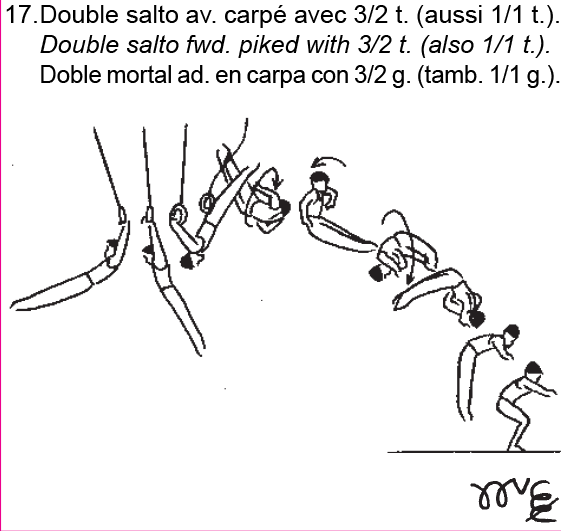 17. Double salto av. carpé avec 3/2 t. (aussi 1/1 t.).
Double salto fwd. piked with 3/2 t. (also 1/1 t.).
Doble mortal ad. en carpa con 3/2 g. (tamb. 1/1 g.).